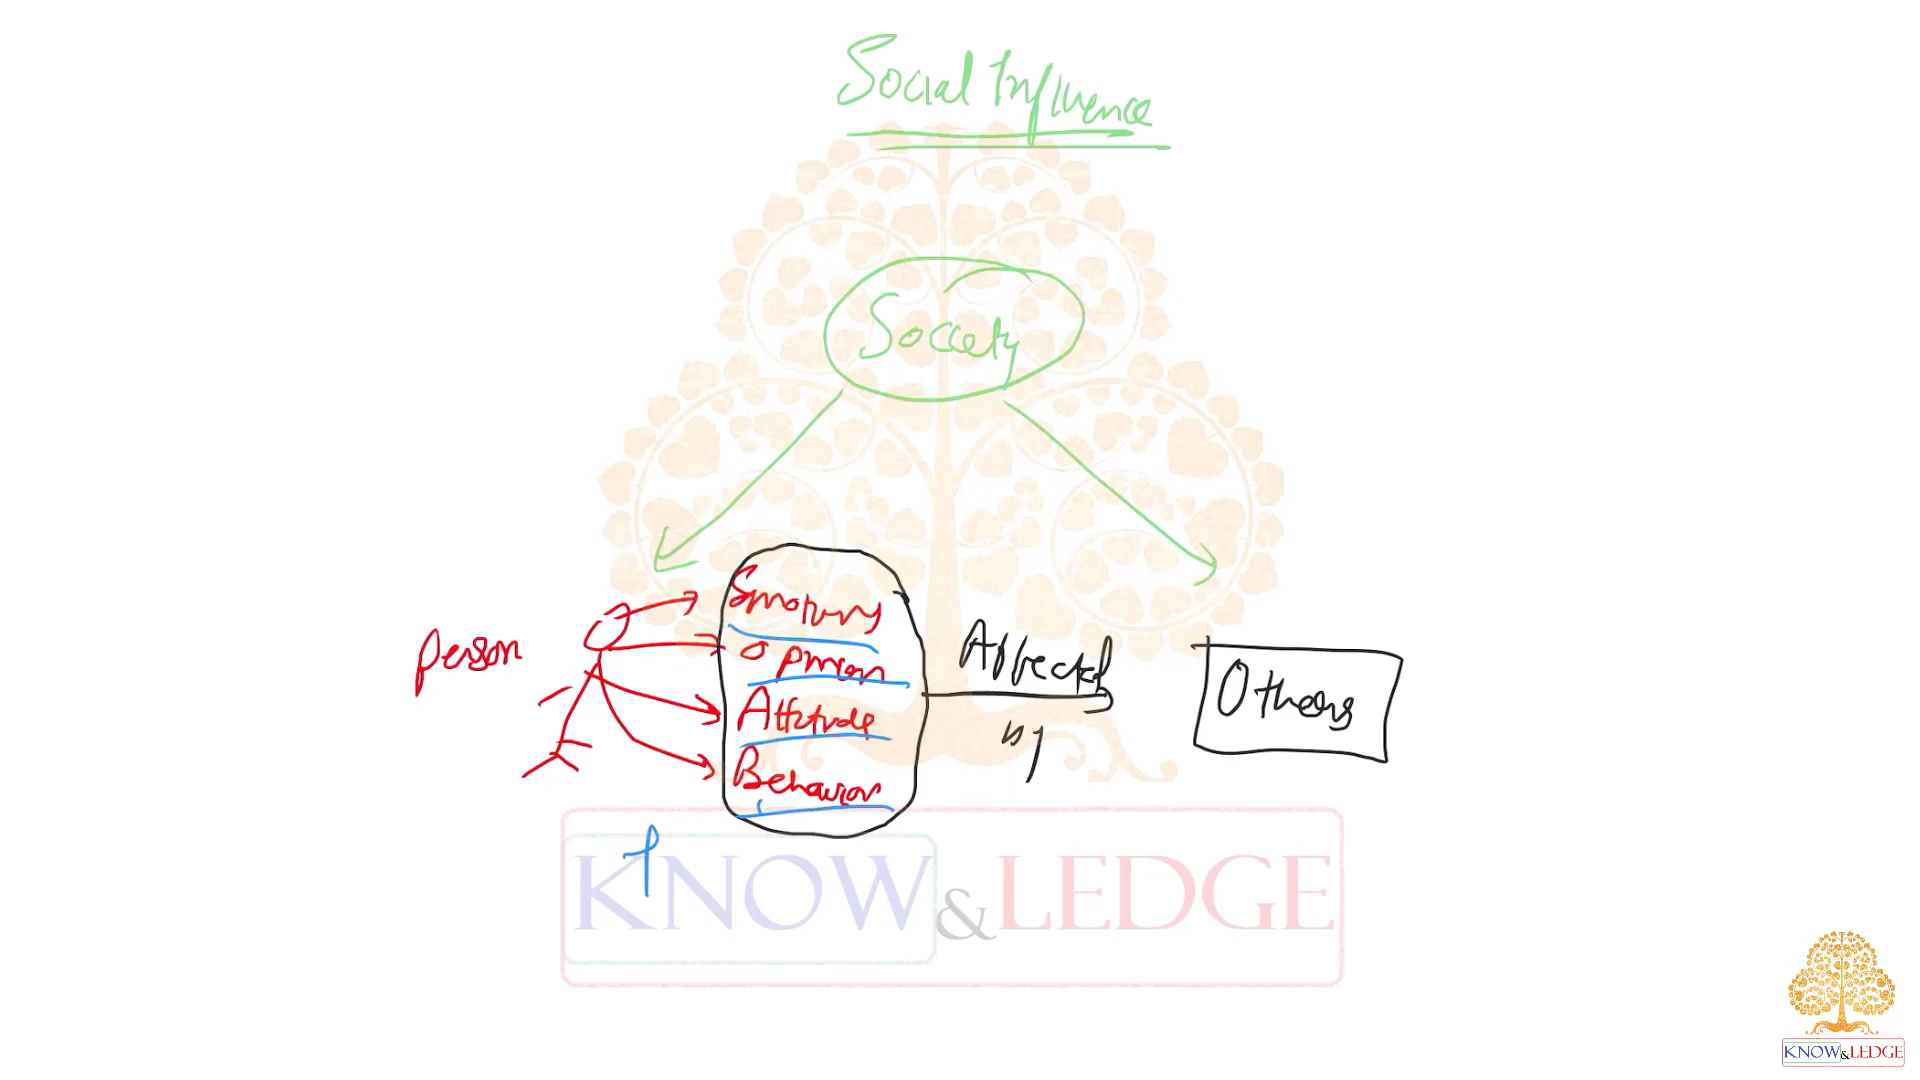 Social Influence
Society
person
Emotions
Opinion
Attitude
Behavior
Affected
by
Others
KNOW&LEDGE
KNOW&LEDGE